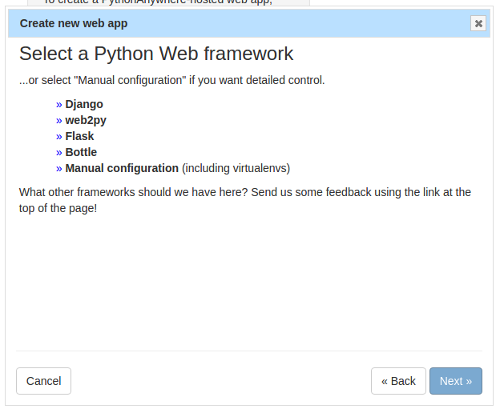 To create a PythonAnywhere-hosted web app,
Create new web app
Select a Python Web framework
...or select "Manual configuration" if you want detailed control.
» Django
» web2py
» Flask
» Bottle
» Manual configuration (including virtualenvs)
What other frameworks should we have here? Send us some feedback using the link at the
top of the page!
Cancel
« Back
Next »